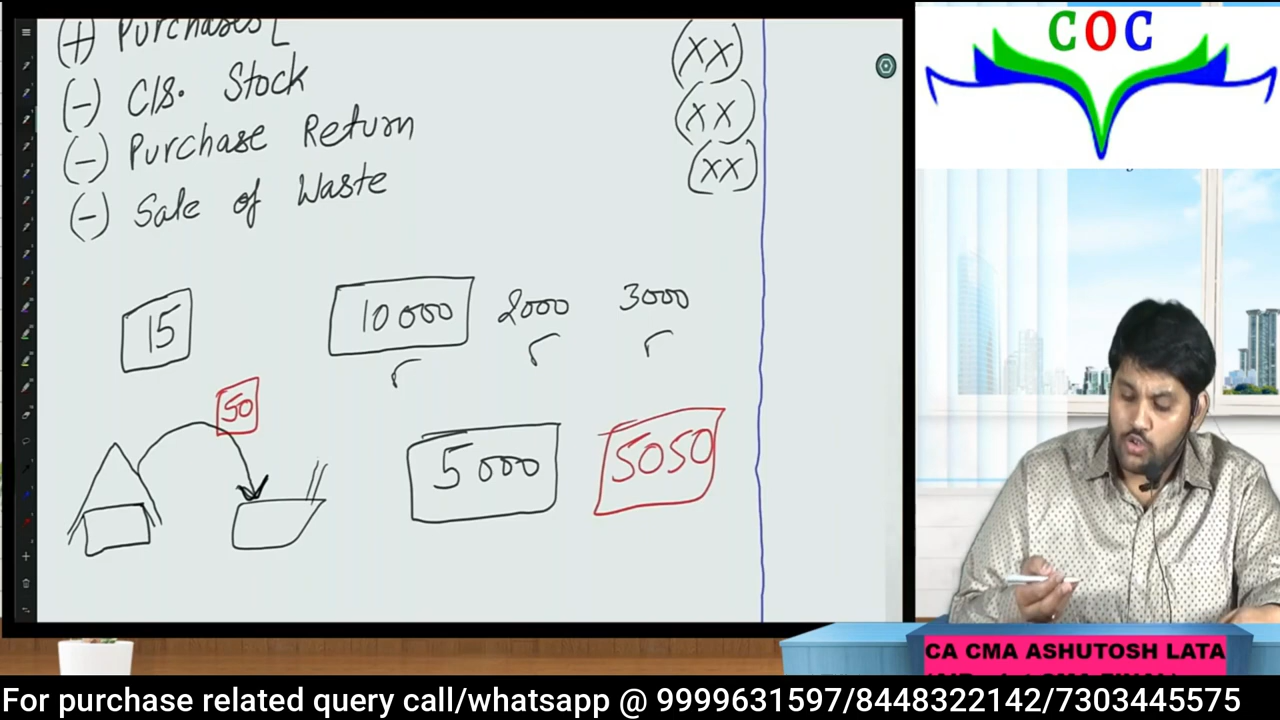 (+) Purchases [
(-) C/S. Stock (XX)
(-) Purchase Return (XX)
(-) Sale of Waste (XX)
15 10000 2000 3000
50
5000 5050
COC
CA CMA ASHUTOSH LATA
For purchase related query call/whatsapp @ 9999631597/8448322142/7303445575